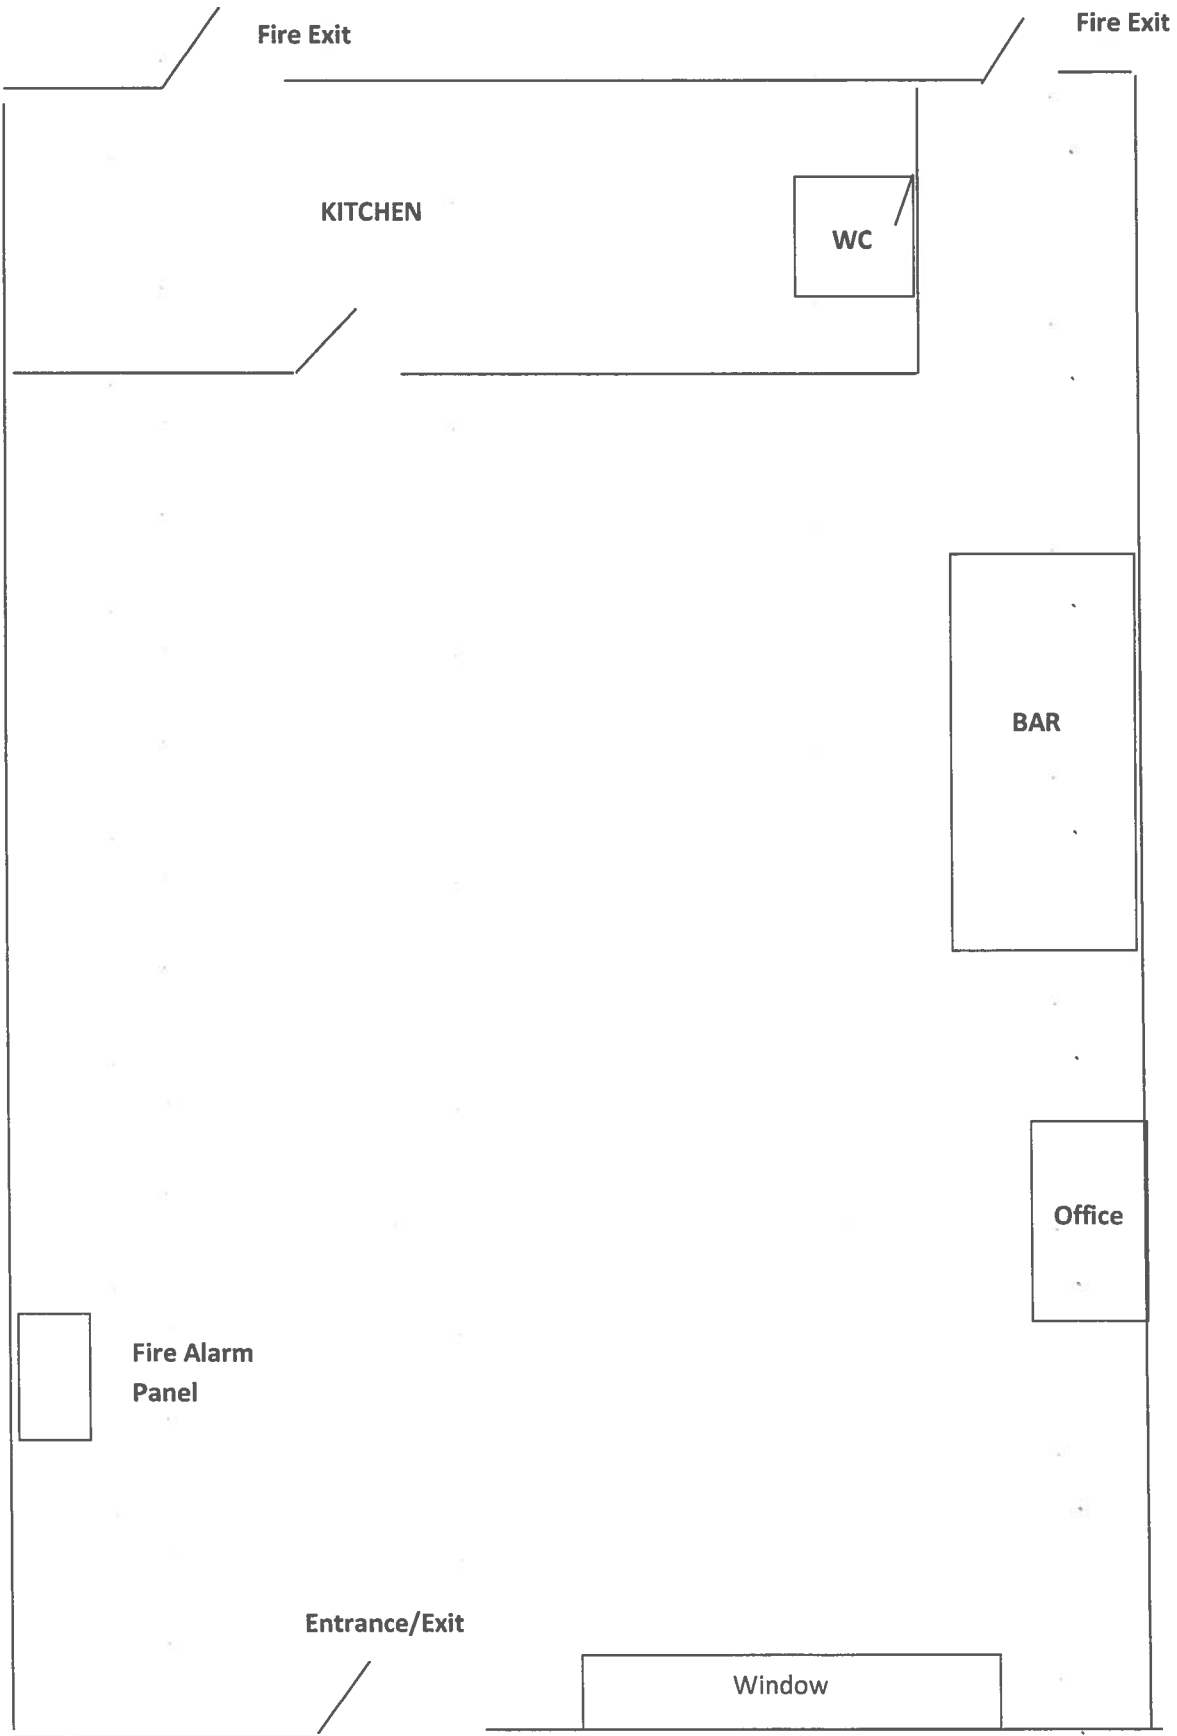 Fire Exit
Fire Exit
KITCHEN
WC
BAR
Office
Fire Alarm
Panel
Entrance/Exit
Window